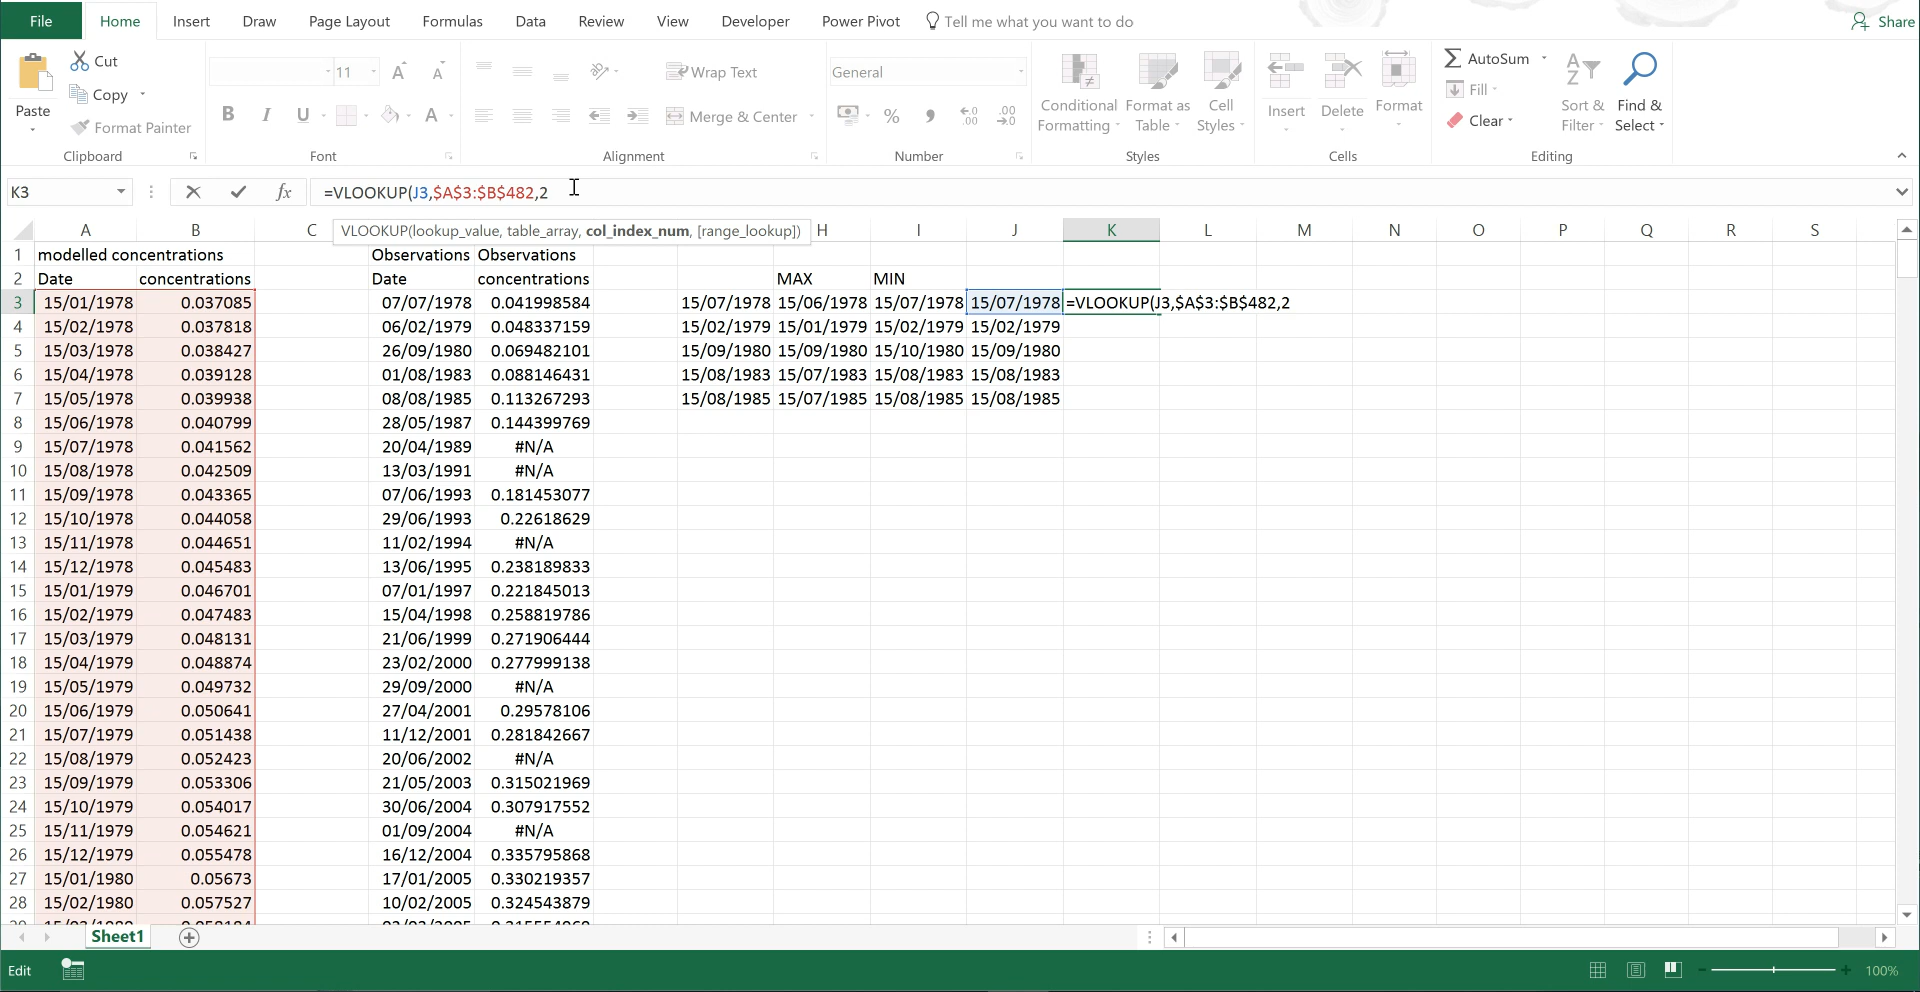 File Home Insert Draw Page Layout Formulas Data Review View Developer Power Pivot Tell me what you want to do Share
Paste
Cut
Copy
Format Painter
Clipboard
11 A A
B I U A
Font
Wrap Text
Merge & Center
Alignment
General
% , .00 .00
Number
Conditional Formatting
Format as Table
Cell Styles
Styles
Insert Delete Format
Cells
AutoSum
Fill
Clear
Sort & Filter
Find & Select
Editing
K3 fx =VLOOKUP(J3,$A$3:$B$482,2
VLOOKUP(lookup_value, table_array, col_index_num, [range_lookup])
A B C H I J K L M N O P Q R S
1 modelled concentrations Observations Observations
2 Date concentrations Date concentrations MAX MIN
3 15/01/1978 0.037085 07/07/1978 0.041998584 15/07/1978 15/06/1978 15/07/1978 15/07/1978 =VLOOKUP(J3,$A$3:$B$482,2
4 15/02/1978 0.037818 06/02/1979 0.048337159 15/02/1979 15/01/1979 15/02/1979 15/02/1979
5 15/03/1978 0.038427 26/09/1980 0.069482101 15/09/1980 15/09/1980 15/10/1980 15/09/1980
6 15/04/1978 0.039128 01/08/1983 0.088146431 15/08/1983 15/07/1983 15/08/1983 15/08/1983
7 15/05/1978 0.039938 08/08/1985 0.113267293 15/08/1985 15/07/1985 15/08/1985 15/08/1985
8 15/06/1978 0.040799 28/05/1987 0.144399769
9 15/07/1978 0.041562 20/04/1989 #N/A
10 15/08/1978 0.042509 13/03/1991 #N/A
11 15/09/1978 0.043365 07/06/1993 0.181453077
12 15/10/1978 0.044058 29/06/1993 0.22618629
13 15/11/1978 0.044651 11/02/1994 #N/A
14 15/12/1978 0.045483 13/06/1995 0.238189833
15 15/01/1979 0.046701 07/01/1997 0.221845013
16 15/02/1979 0.047483 15/04/1998 0.258819786
17 15/03/1979 0.048131 21/06/1999 0.271906444
18 15/04/1979 0.048874 23/02/2000 0.277999138
19 15/05/1979 0.049732 29/09/2000 #N/A
20 15/06/1979 0.050641 27/04/2001 0.29578106
21 15/07/1979 0.051438 11/12/2001 0.281842667
22 15/08/1979 0.052423 20/06/2002 #N/A
23 15/09/1979 0.053306 21/05/2003 0.315021969
24 15/10/1979 0.054017 30/06/2004 0.307917552
25 15/11/1979 0.054621 01/09/2004 #N/A
26 15/12/1979 0.055478 16/12/2004 0.335795868
27 15/01/1980 0.05673 17/01/2005 0.330219357
28 15/02/1980 0.057527 10/02/2005 0.324543879
Sheet1
Edit 100%